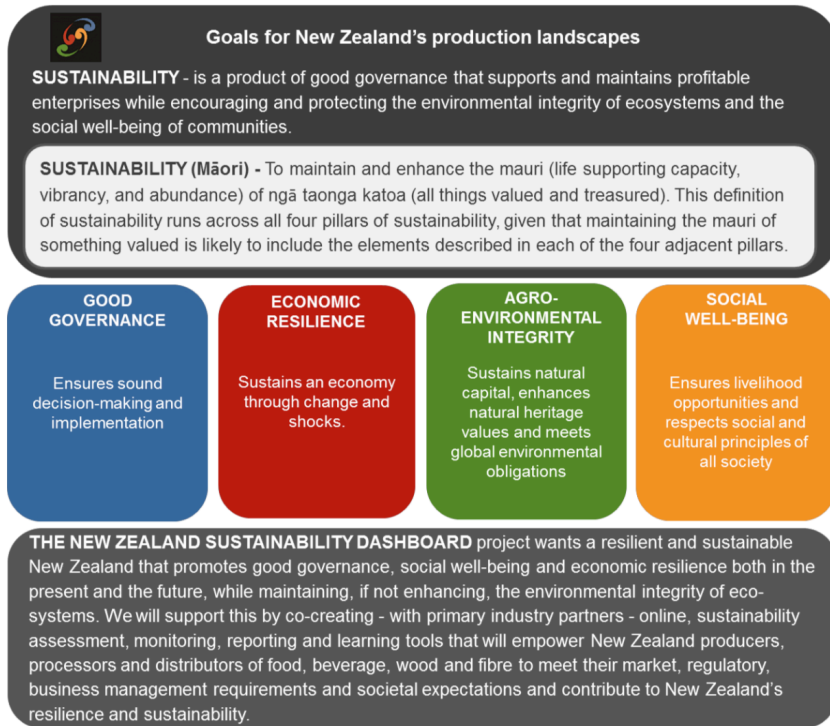 Goals for New Zealand's production landscapes
SUSTAINABILITY - is a product of good governance that supports and maintains profitable
enterprises while encouraging and protecting the environmental integrity of ecosystems and the
social well-being of communities.
SUSTAINABILITY (Māori) - To maintain and enhance the mauri (life supporting capacity,
vibrancy, and abundance) of ngā taonga katoa (all things valued and treasured). This definition
of sustainability runs across all four pillars of sustainability, given that maintaining the mauri of
something valued is likely to include the elements described in each of the four adjacent pillars.
GOOD
GOVERNANCE
Ensures sound
decision-making and
implementation
ECONOMIC
RESILIENCE
Sustains an economy
through change and
shocks.
AGRO-
ENVIRONMENTAL
INTEGRITY
Sustains natural
capital, enhances
natural heritage
values and meets
global environmental
obligations
SOCIAL
WELL-BEING
Ensures livelihood
opportunities and
respects social and
cultural principles of
all society
THE NEW ZEALAND SUSTAINABILITY DASHBOARD project wants a resilient and sustainable
New Zealand that promotes good governance, social well-being and economic resilience both in the
present and the future, while maintaining, if not enhancing, the environmental integrity of eco-
systems. We will support this by co-creating - with primary industry partners - online, sustainability
assessment, monitoring, reporting and learning tools that will empower New Zealand producers,
processors and distributors of food, beverage, wood and fibre to meet their market, regulatory,
business management requirements and societal expectations and contribute to New Zealand's
resilience and sustainability.